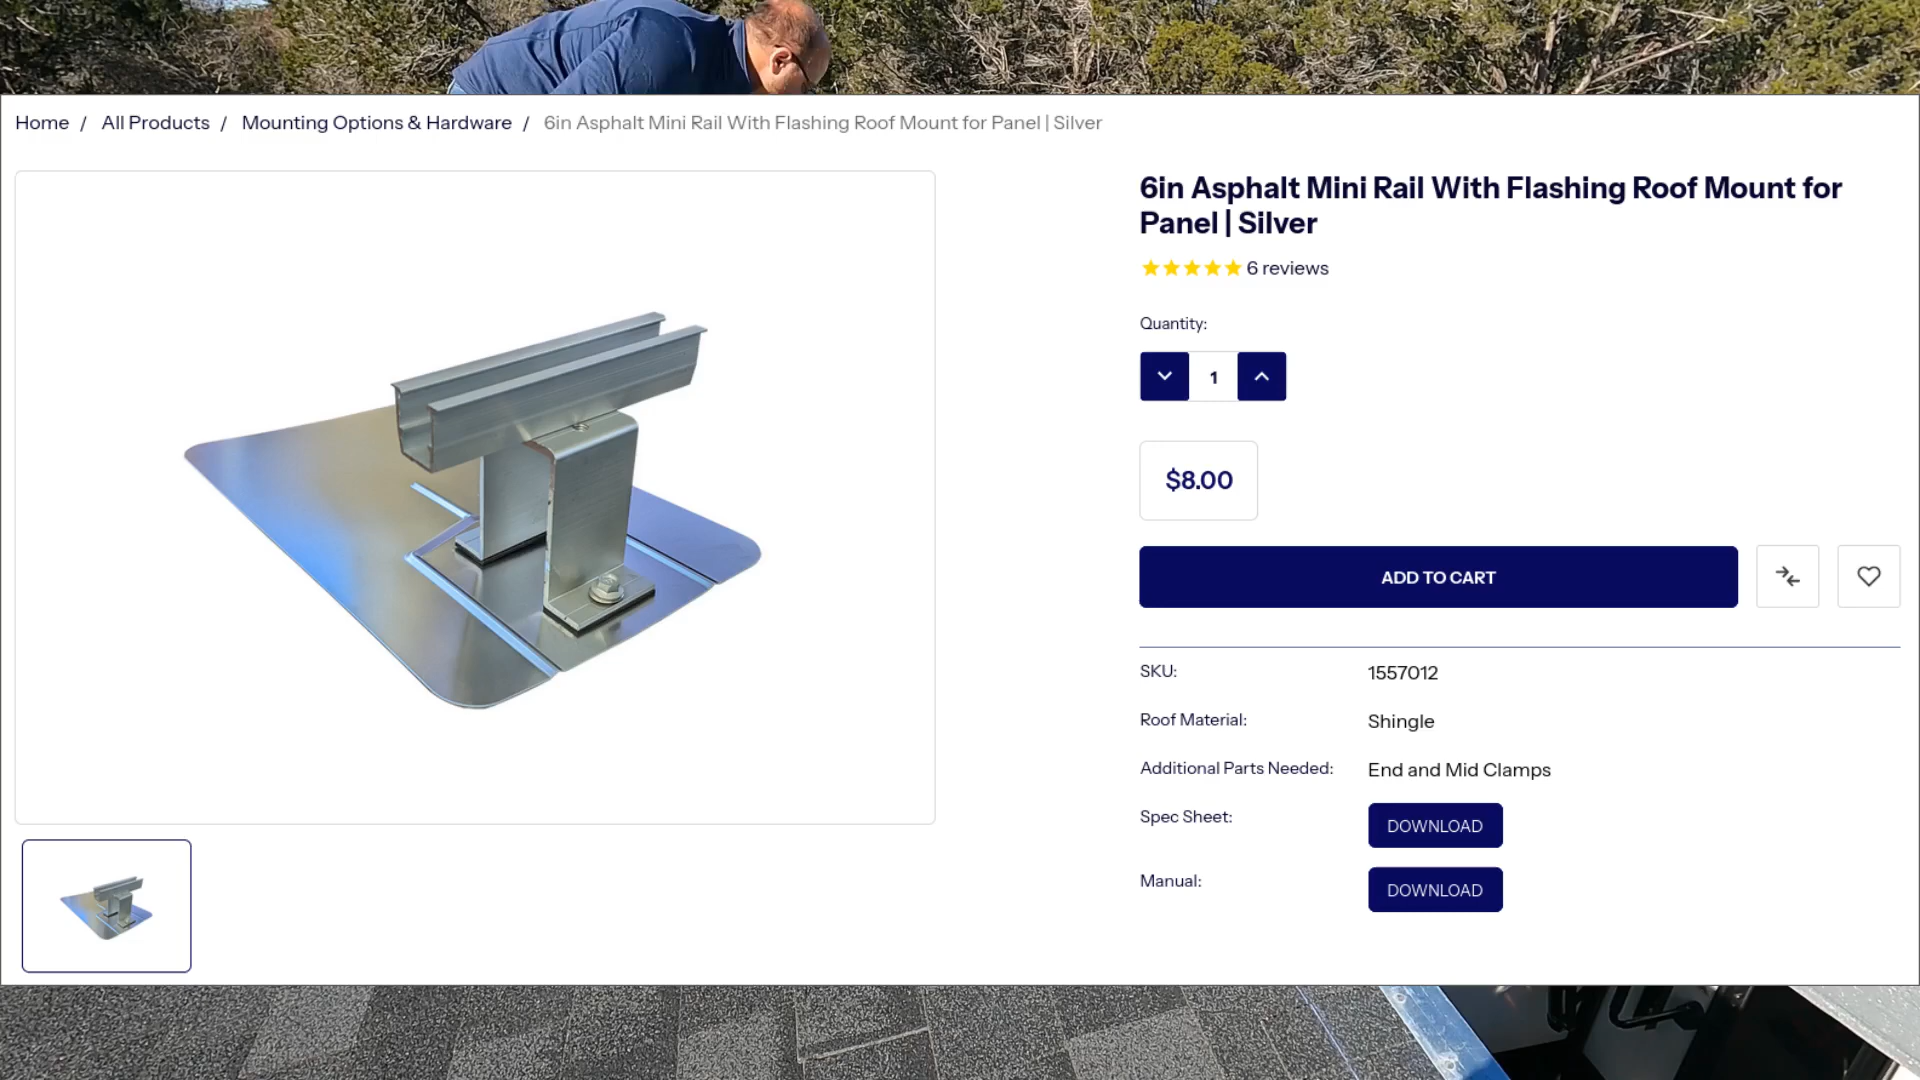 Home / All Products / Mounting Options & Hardware / 6in Asphalt Mini Rail With Flashing Roof Mount for Panel | Silver
6in Asphalt Mini Rail With Flashing Roof Mount for
Panel | Silver
6 reviews
Quantity:
1
$8.00
ADD TO CART
SKU: 1557012
Roof Material: Shingle
Additional Parts Needed: End and Mid Clamps
Spec Sheet: DOWNLOAD
Manual: DOWNLOAD